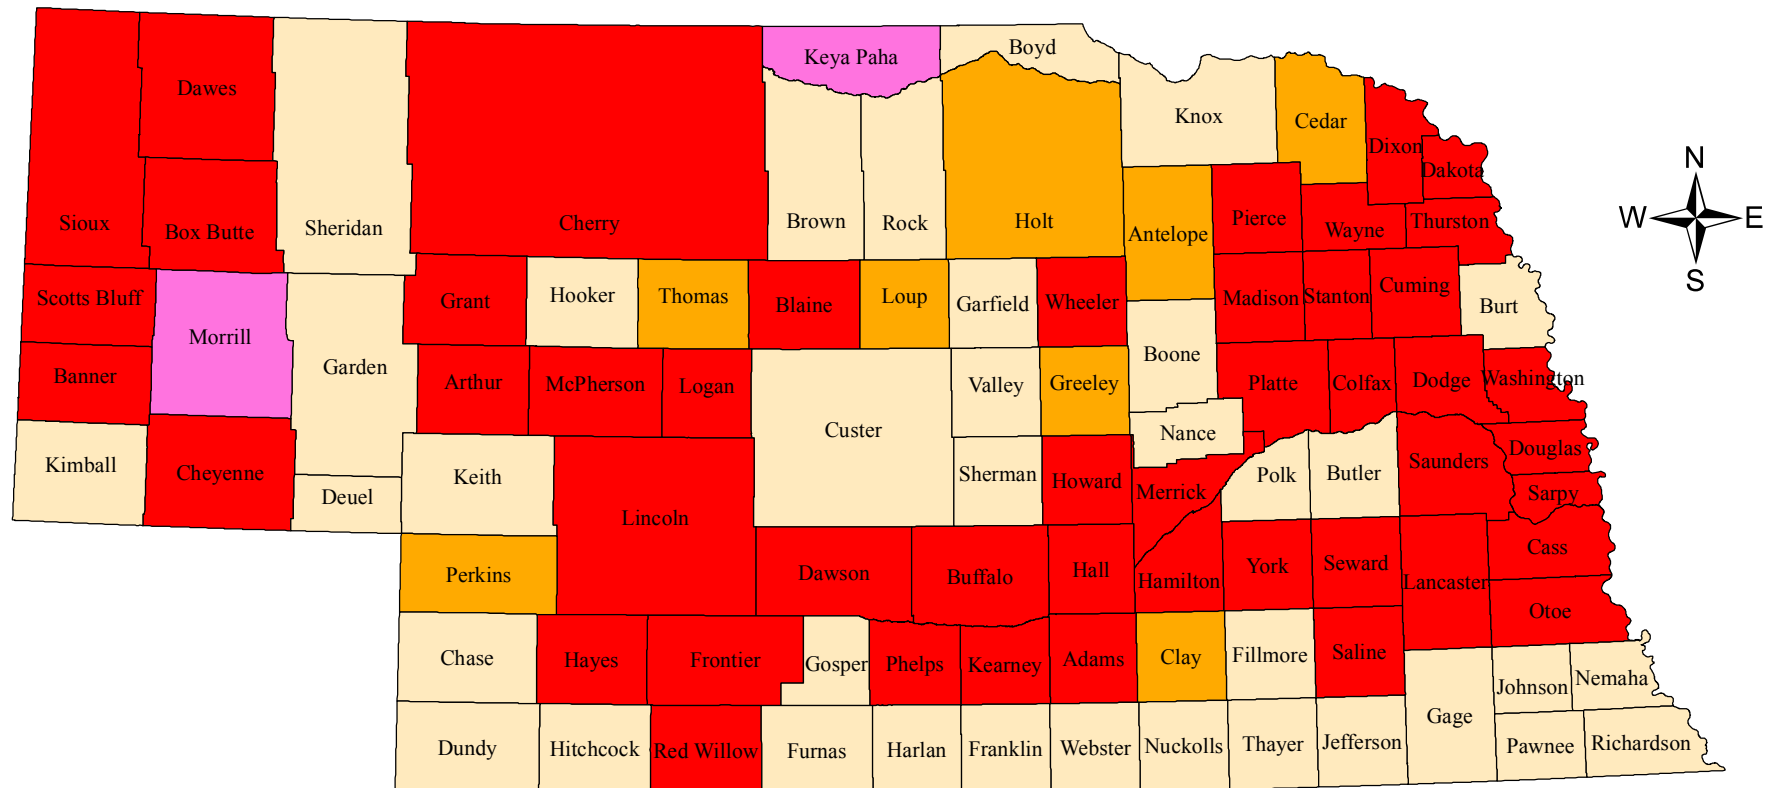 Keya Paha
Boyd
Dawes
Knox
Cedar
Dixon
Dakota
N
Sioux
Box Butte
Sheridan
Cherry
Brown
Rock
Holt
Antelope
Pierce
Wayne
Thurston
W
E
S
Scotts Bluff
Morrill
Garden
Grant
Hooker
Thomas
Blaine
Loup
Garfield
Wheeler
Madison
Stanton
Cuming
Burt
Banner
Arthur
McPherson
Logan
Custer
Valley
Greeley
Boone
Platte
Colfax
Dodge
Washington
Kimball
Cheyenne
Deuel
Keith
Lincoln
Sherman
Howard
Nance
Merrick
Polk
Butler
Saunders
Douglas
Sarpy
Perkins
Dawson
Buffalo
Hall
Hamilton
York
Seward
Lancaster
Cass
Otoe
Chase
Hayes
Frontier
Gosper
Phelps
Kearney
Adams
Clay
Fillmore
Saline
Gage
Johnson
Nemaha
Dundy
Hitchcock
Red Willow
Furnas
Harlan
Franklin
Webster
Nuckolls
Thayer
Jefferson
Pawnee
Richardson